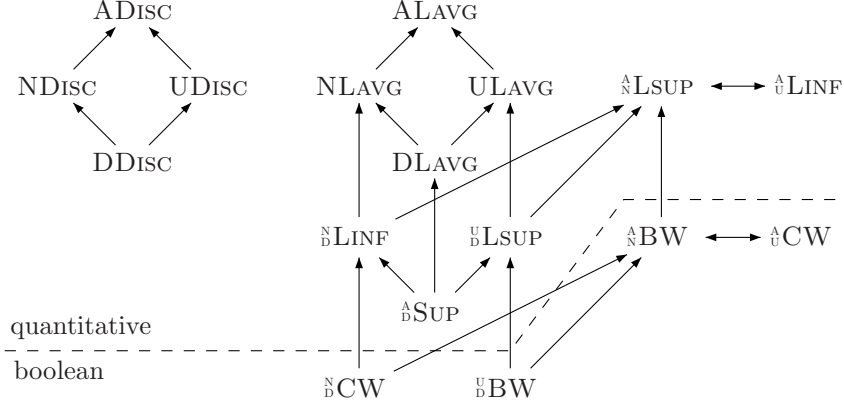 ADISC ALAVG
NDISC UDISC NLAVG ULAVG A N LSUP A U LINF
DDISC DLAVG
N D LINF U D LSUP A N BW A U CW
A D SUP
quantitative
boolean
N D CW U D BW